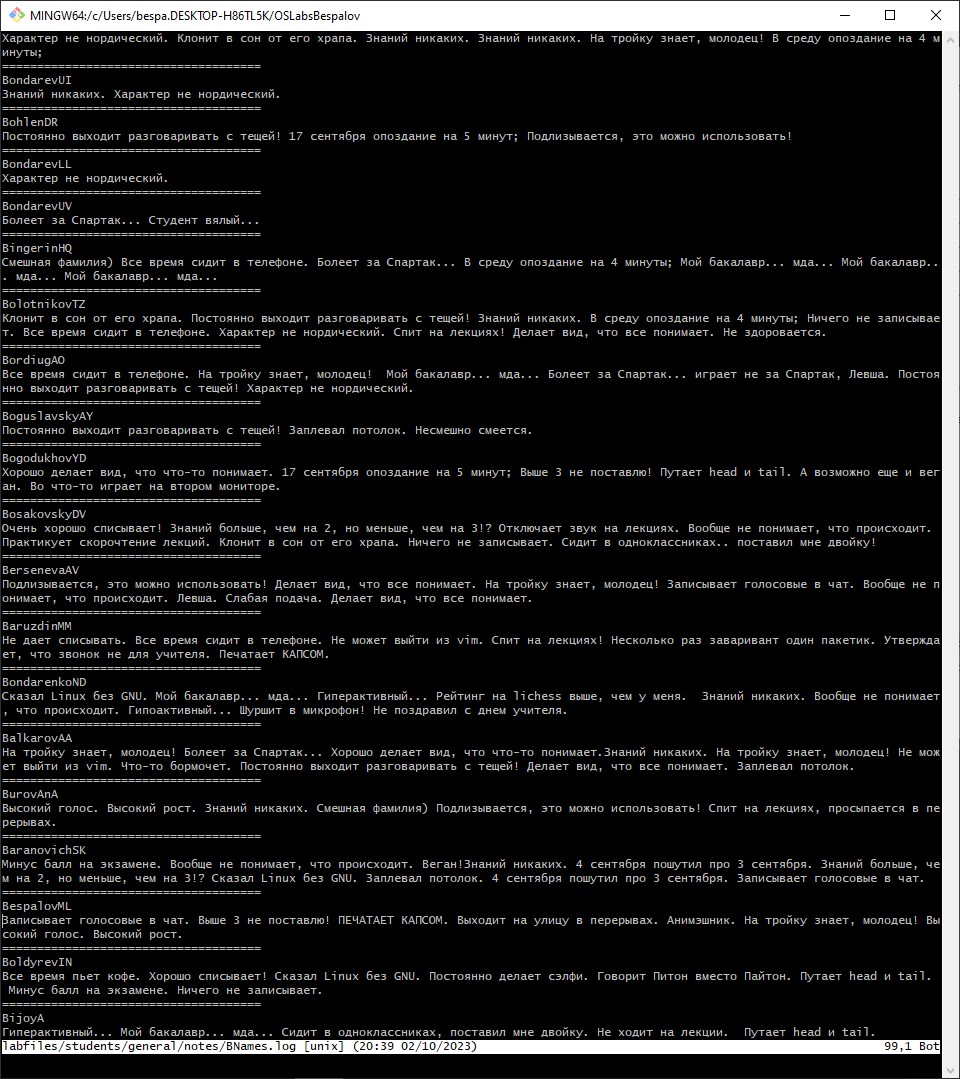 MINGW64:/c/Users/bespa.DESKTOP-H86TL5K/OSLabsBespalov
Характер не нордический. Клонит в сон от его храпа. Знаний никаких. Знаний никаких. На тройку знает, молодец! В среду опоздание на 4 м
инуты;
=====================================
BondarevUI
Знаний никаких. Характер не нордический.
=====================================
BohlenDR
Постоянно выходит разговаривать с тещей! 17 сентября опоздание на 5 минут; Подлизывается, это можно использовать!
=====================================
BondarevLL
Характер не нордический.
=====================================
BondarevUV
Болеет за Спартак... Студент вялый...
=====================================
BingerinHQ
Смешная фамилия) Все время сидит в телефоне. Болеет за Спартак... В среду опоздание на 4 минуты; Мой бакалавр... мда... Мой бакалавр..
. мда... Мой бакалавр... мда...
=====================================
BolotnikovTZ
Клонит в сон от его храпа. Постоянно выходит разговаривать с тещей! Знаний никаких. В среду опоздание на 4 минуты; Ничего не записывае
т. Все время сидит в телефоне. Характер не нордический. Спит на лекциях! Делает вид, что все понимает. Не здоровается.
=====================================
BordiugAO
Все время сидит в телефоне. На тройку знает, молодец!  Мой бакалавр... мда... Болеет за Спартак... играет не за Спартак, Левша. Постоя
нно выходит разговаривать с тещей! Характер не нордический.
=====================================
BoguslavskyAY
Постоянно выходит разговаривать с тещей! Заплевал потолок. Несмешно смеется.
=====================================
BogodukhovYD
Хорошо делает вид, что что-то понимает. 17 сентября опоздание на 5 минут; Выше 3 не поставлю! Путает head и tail. А возможно еще и вег
ан. Во что-то играет на втором мониторе.
=====================================
BosakovskyDV
Очень хорошо списывает! Знаний больше, чем на 2, но меньше, чем на 3!? Отключает звук на лекциях. Вообще не понимает, что происходит.
Практикует скорочтение лекций. Клонит в сон от его храпа. Ничего не записывает. Сидит в одноклассниках.. поставил мне двойку!
=====================================
BersenevaAV
Подлизывается, это можно использовать! Делает вид, что все понимает. На тройку знает, молодец! Записывает голосовые в чат. Вообще не п
онимает, что происходит. Левша. Слабая подача. Делает вид, что все понимает.
=====================================
BaruzdinMM
Не дает списывать. Все время сидит в телефоне. Не может выйти из vim. Спит на лекциях! Несколько раз заваривант один пакетик. Утвержда
ет, что звонок не для учителя. Печатает КАПСОМ.
=====================================
BondarenkoND
Сказал Linux без GNU. Мой бакалавр... мда... Гиперактивный... Рейтинг на lichess выше, чем у меня.  Знаний никаких. Вообще не понимает
, что происходит. Гипоактивный... Шуршит в микрофон! Не поздравил с днем учителя.
=====================================
BalkarovAA
На тройку знает, молодец! Болеет за Спартак... Хорошо делает вид, что что-то понимает.Знаний никаких. На тройку знает, молодец! Не мож
ет выйти из vim. Что-то бормочет. Постоянно выходит разговаривать с тещей! Делает вид, что все понимает. Заплевал потолок.
=====================================
BurovAnA
Высокий голос. Высокий рост. Знаний никаких. Смешная фамилия) Подлизывается, это можно использовать! Спит на лекциях, просыпается в пе
рерывах.
=====================================
BaranovichSK
Минус балл на экзамене. Вообще не понимает, что происходит. Веган!Знаний никаких. 4 сентября пошутил про 3 сентября. Знаний больше, че
м на 2, но меньше, чем на 3!? Сказал Linux без GNU. Заплевал потолок. 4 сентября пошутил про 3 сентября. Записывает голосовые в чат.
=====================================
BespalovML
Записывает голосовые в чат. Выше 3 не поставлю! ПЕЧАТАЕТ КАПСОМ. Выходит на улицу в перерывах. Анимэшник. На тройку знает, молодец! Вы
сокий голос. Высокий рост.
=====================================
BoldyrevIN
Все время пьет кофе. Хорошо списывает! Сказал Linux без GNU. Постоянно делает сэлфи. Говорит Питон вместо Пайтон. Путает head и tail.
Минус балл на экзамене. Ничего не записывает.
=====================================
BijoyA
Гиперактивный... Мой бакалавр... мда... Сидит в одноклассниках, поставил мне двойку. Не ходит на лекции.  Путает head и tail.
labfiles/students/general/notes/BNames.log [unix] (20:39 02/10/2023) 99,1 Bot